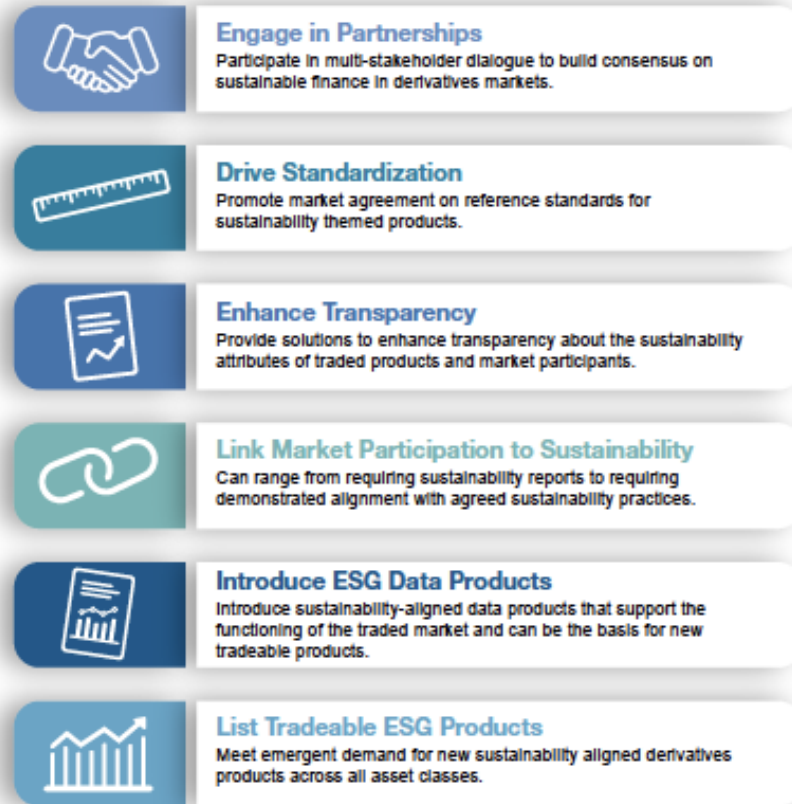 Engage in Partnerships
Participate in multi-stakeholder dialogue to build consensus on
sustainable finance in derivatives markets.
Drive Standardization
Promote market agreement on reference standards for
sustainability themed products.
Enhance Transparency
Provide solutions to enhance transparency about the sustainability
attributes of traded products and market participants.
Link Market Participation to Sustainability
Can range from requiring sustainability reports to requiring
demonstrated alignment with agreed sustainability practices.
Introduce ESG Data Products
Introduce sustainability-aligned data products that support the
functioning of the traded market and can be the basis for new
tradeable products.
List Tradeable ESG Products
Meet emergent demand for new sustainability aligned derivatives
products across all asset classes.